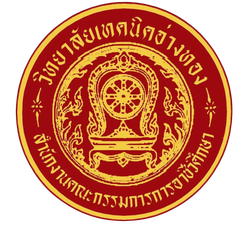 วิทยาลัยเทคนิคอ่างทอง
สำนักงานคณะกรรมการการอาชีวศึกษา